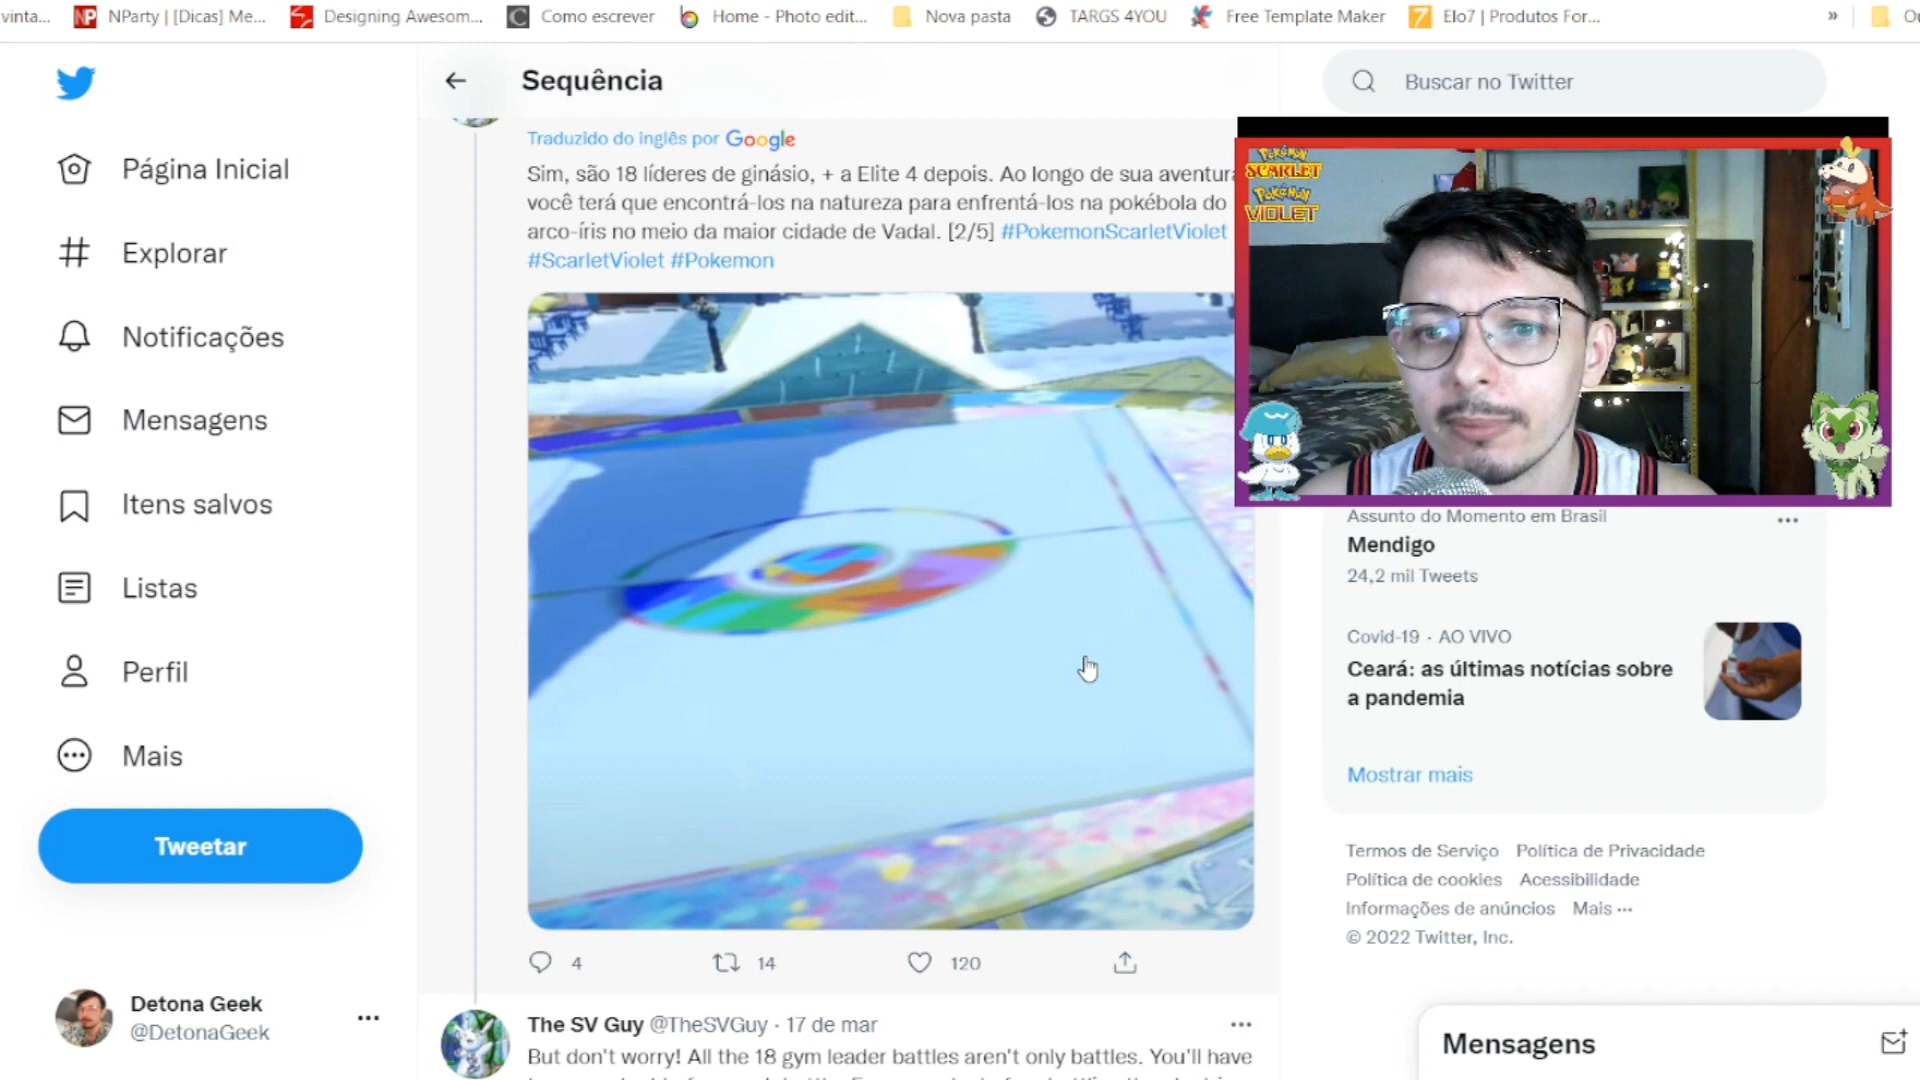 vinta...
NParty | [Dicas] Me...
Designing Awesom...
Como escrever
Home - Photo edit...
Nova pasta
TARGS 4YOU
Free Template Maker
Elo7 | Produtos For...
»
Sequência
Buscar no Twitter
Página Inicial
Explorar
Notificações
Mensagens
Itens salvos
Listas
Perfil
Mais
Tweetar
Detona Geek
@DetonaGeek
Traduzido do inglês por Google
Sim, são 18 líderes de ginásio, + a Elite 4 depois. Ao longo de sua aventura
você terá que encontrá-los na natureza para enfrentá-los na pokébola do
arco-íris no meio da maior cidade de Vadal. [2/5] #PokemonScarletViolet
#ScarletViolet #Pokemon
4
14
120
The SV Guy @TheSVGuy · 17 de mar
But don't worry! All the 18 gym leader battles aren't only battles. You'll have
Pokémon
SCARLET
Pokémon
VIOLET
Assunto do Momento em Brasil
Mendigo
24,2 mil Tweets
Covid-19 · AO VIVO
Ceará: as últimas notícias sobre
a pandemia
Mostrar mais
Termos de Serviço Política de Privacidade
Política de cookies Acessibilidade
Informações de anúncios Mais ···
© 2022 Twitter, Inc.
Mensagens